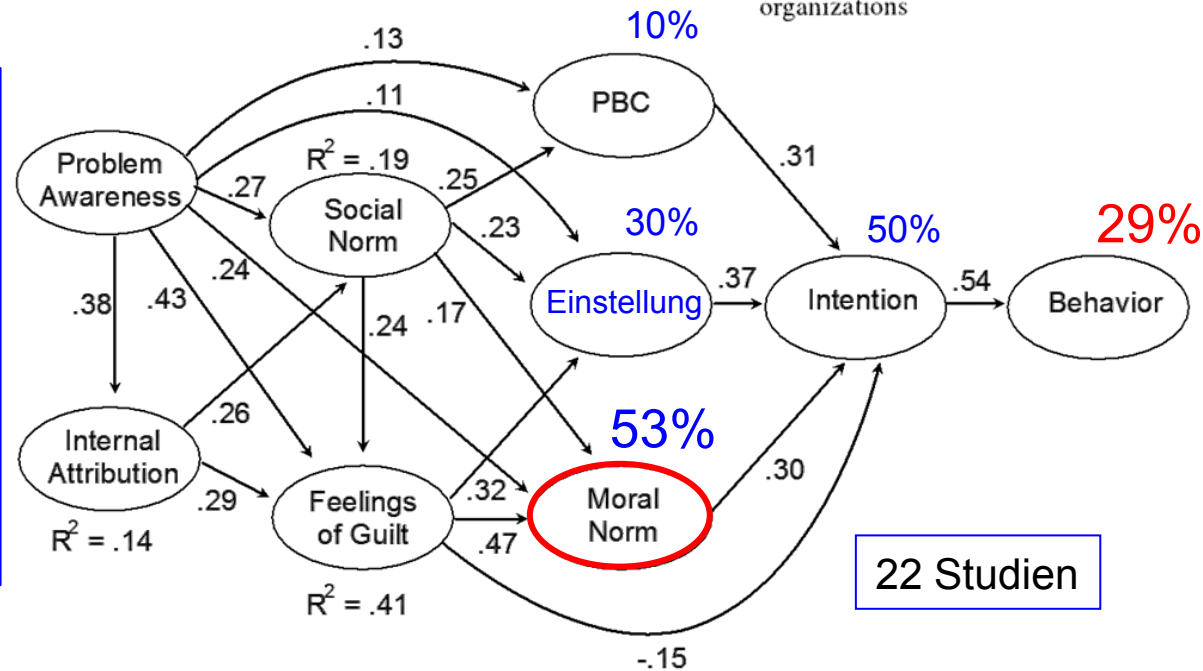 organizations
10%
.13
PBC
.11
Problem
Awareness
R² = .19
.27
Social
Norm
.25
.31
.23
30%
50%
29%
.24
Einstellung
.37
Intention
.54
Behavior
.38
.43
.24
.17
53%
.26
Internal
Attribution
.29
Feelings
of Guilt
.32
.47
Moral
Norm
.30
R² = .14
R² = .41
22 Studien
-.15